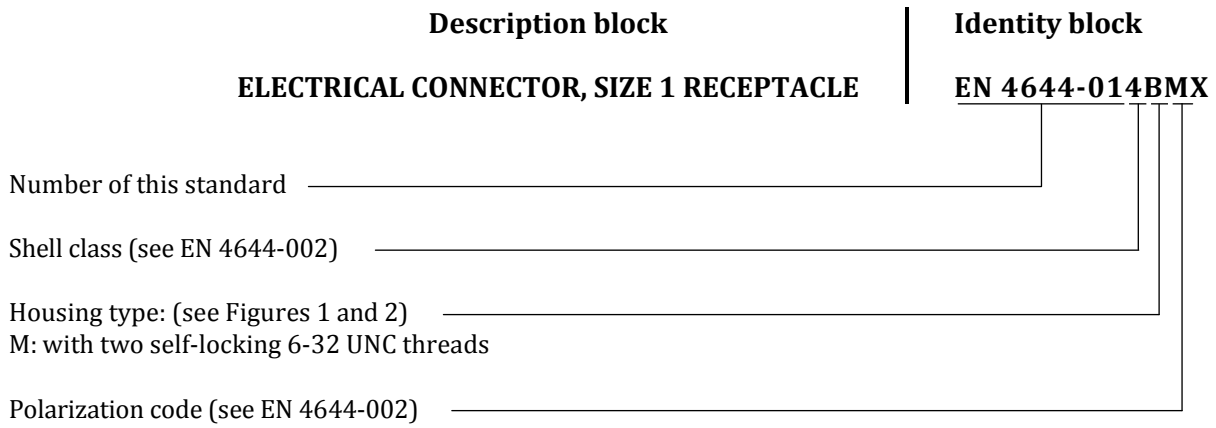 Description block Identity block
ELECTRICAL CONNECTOR, SIZE 1 RECEPTACLE EN 4644-014BMX
Number of this standard
Shell class (see EN 4644-002)
Housing type: (see Figures 1 and 2)
M: with two self-locking 6-32 UNC threads
Polarization code (see EN 4644-002)